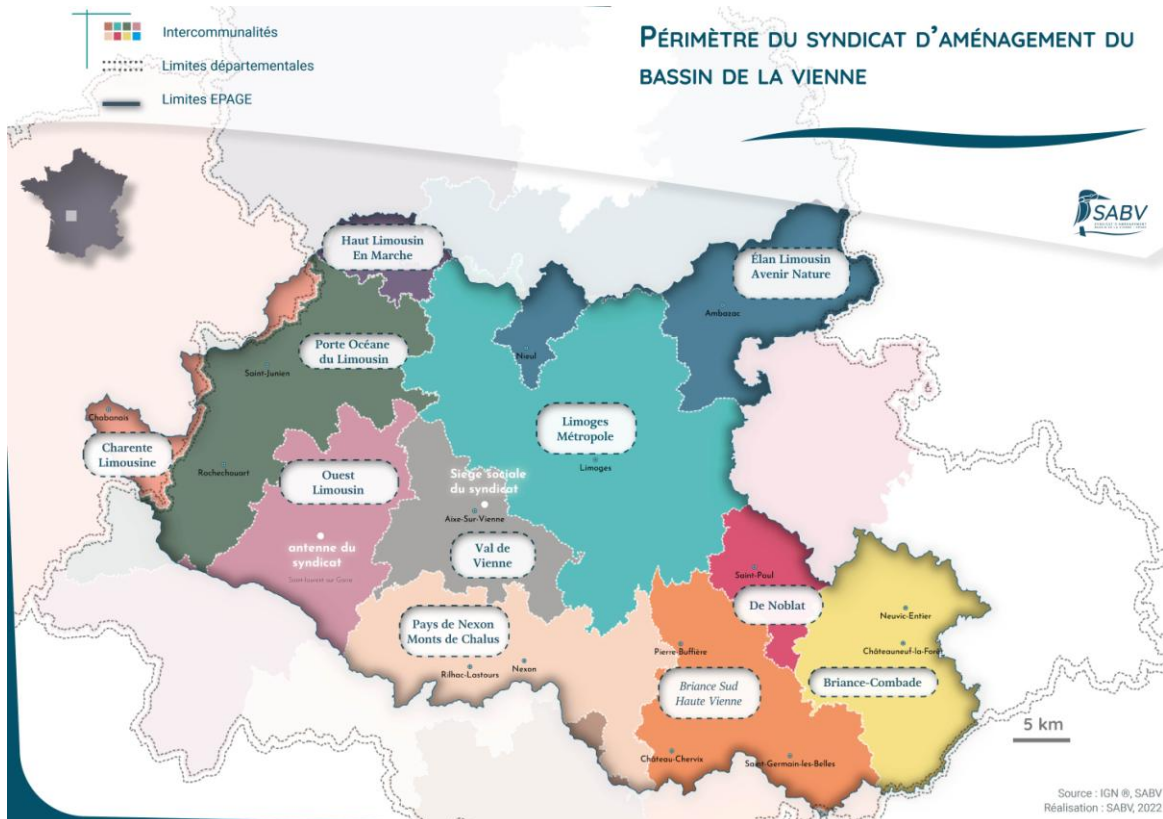 Intercommunalités
Limites départementales
Limites EPAGE
PÉRIMÈTRE DU SYNDICAT D'AMÉNAGEMENT DU
BASSIN DE LA VIENNE
SABV
Haut Limousin
En Marche
Élan Limousin
Avenir Nature
Ambazac
Porte Océane
du Limousin
Saint-Junien
Nieul
Chabanais
Charente
Limousine
Rochechouart
Ouest
Limousin
Limoges
Métropole
Limoges
Siège sociale
du syndicat
Aixe-Sur-Vienne
antenne du
syndicat
Saint-Laurent sur Gorre
Val de
Vienne
Saint-Paul
De Noblat
Neuvic-Entier
Châteauneuf-la-Forêt
Pays de Nexon
Monts de Chalus
Rilhac-Lastours
Nexon
Pierre-Buffière
Briance Sud
Haute Vienne
Briance-Combade
Château-Chervix
Saint-Germain-les-Belles
5 km
Source : IGN ®, SABV
Réalisation : SABV, 2022